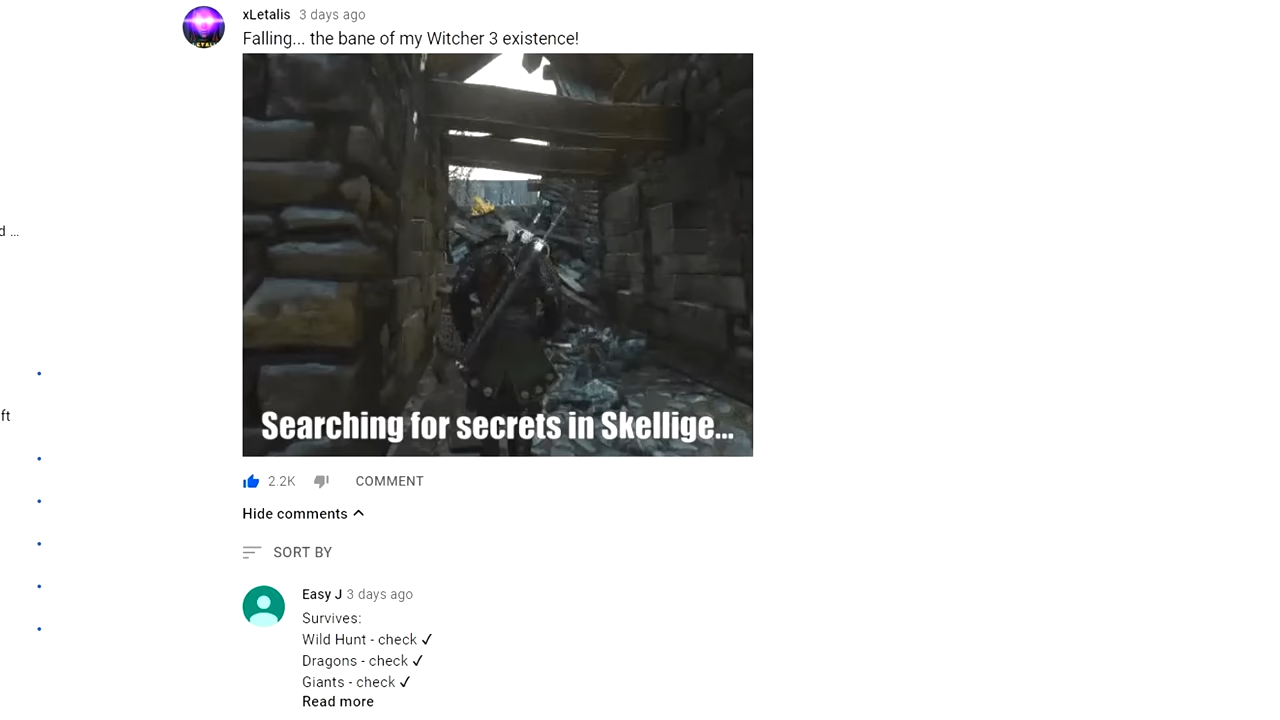 xLetalis 3 days ago
Falling... the bane of my Witcher 3 existence!
d ...
Searching for secrets in Skellige...
ft
2.2K COMMENT
Hide comments
SORT BY
Easy J 3 days ago
Survives:
Wild Hunt - check ✓
Dragons - check ✓
Giants - check ✓
Read more